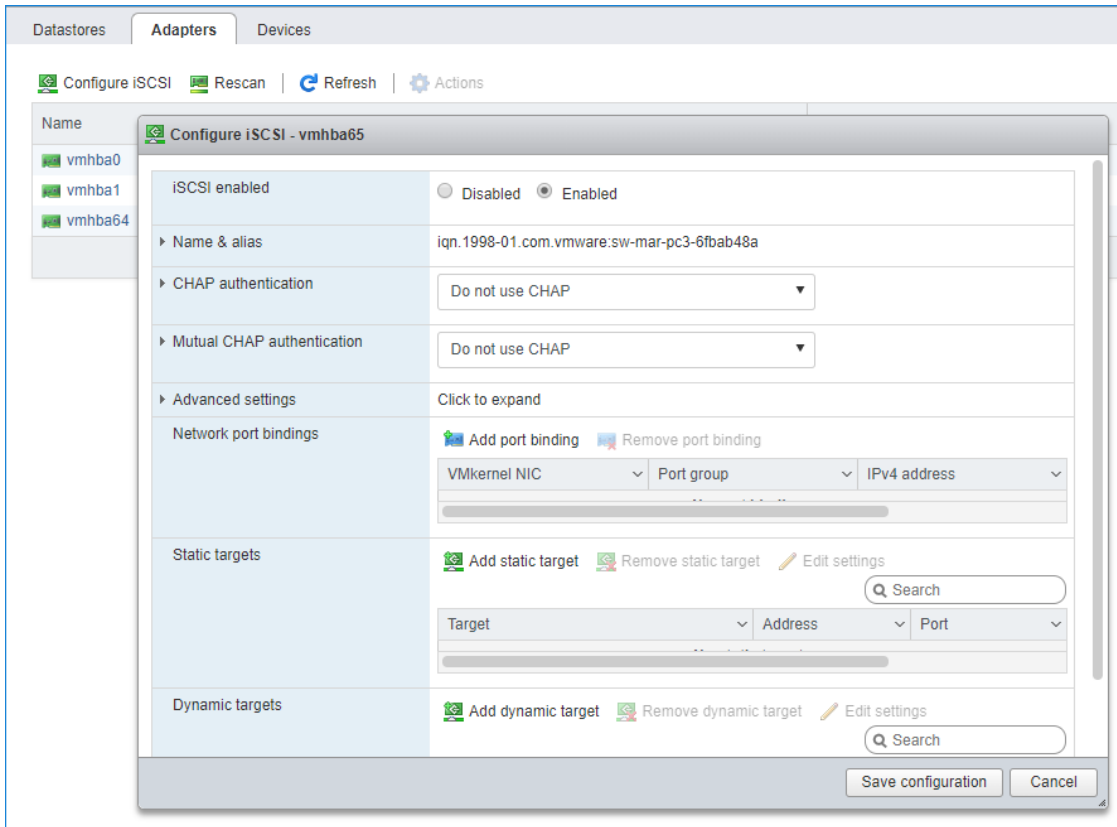 Datastores Adapters Devices
Configure iSCSI Rescan Refresh Actions
Name
Configure iSCSI - vmhba65
vmhba0
vmhba1
vmhba64
iSCSI enabled Disabled Enabled
Name & alias iqn.1998-01.com.vmware:sw-mar-pc3-6fbab48a
CHAP authentication Do not use CHAP
Mutual CHAP authentication Do not use CHAP
Advanced settings Click to expand
Network port bindings Add port binding Remove port binding
VMkernel NIC Port group IPv4 address
Static targets Add static target Remove static target Edit settings
Search
Target Address Port
Dynamic targets Add dynamic target Remove dynamic target Edit settings
Search
Save configuration Cancel